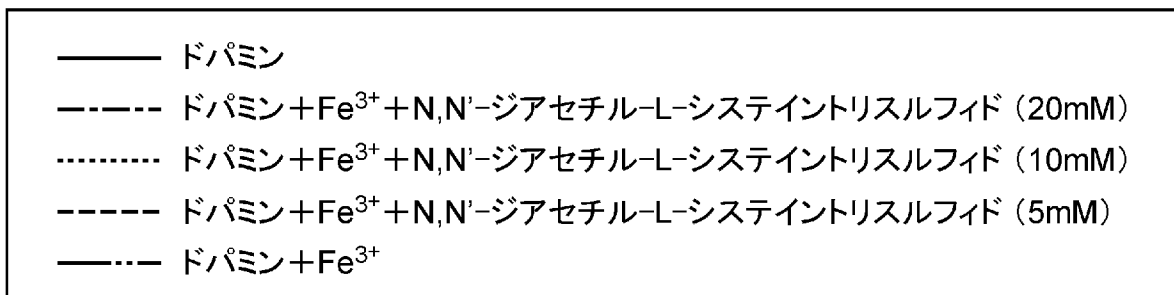 ドパミン
ドパミン＋Fe³⁺＋N,N’-ジアセチル-L-システイントリスルフィド（20mM）
ドパミン＋Fe³⁺＋N,N’-ジアセチル-L-システイントリスルフィド（10mM）
ドパミン＋Fe³⁺＋N,N’-ジアセチル-L-システイントリスルフィド（5mM）
ドパミン＋Fe³⁺